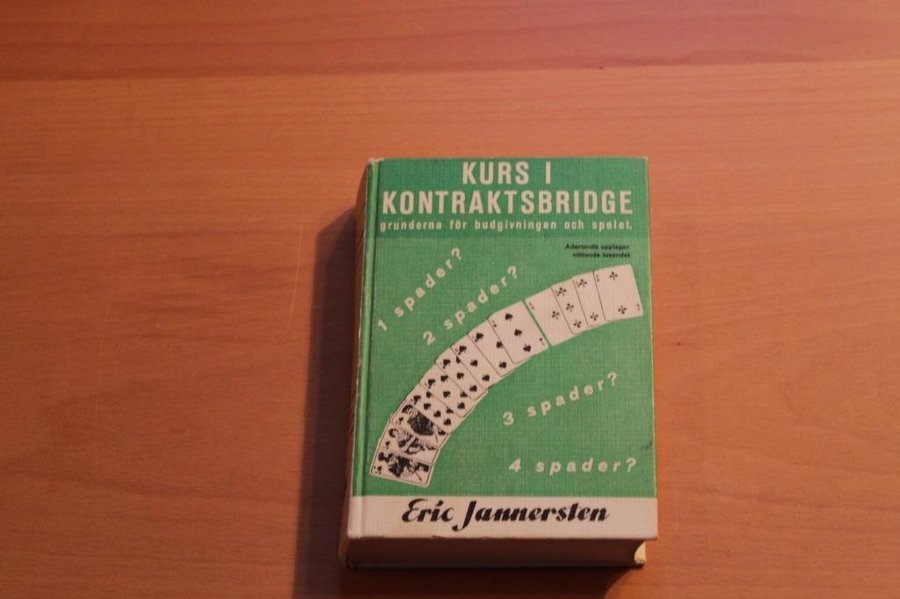 KURS I
KONTRAKTSBRIDGE
grunderna för budgivningen och spelet.
Adertonde upplagan
nittionde tusendet
1 spader?
2 spader?
3 spader?
4 spader?
Eric Jannersten